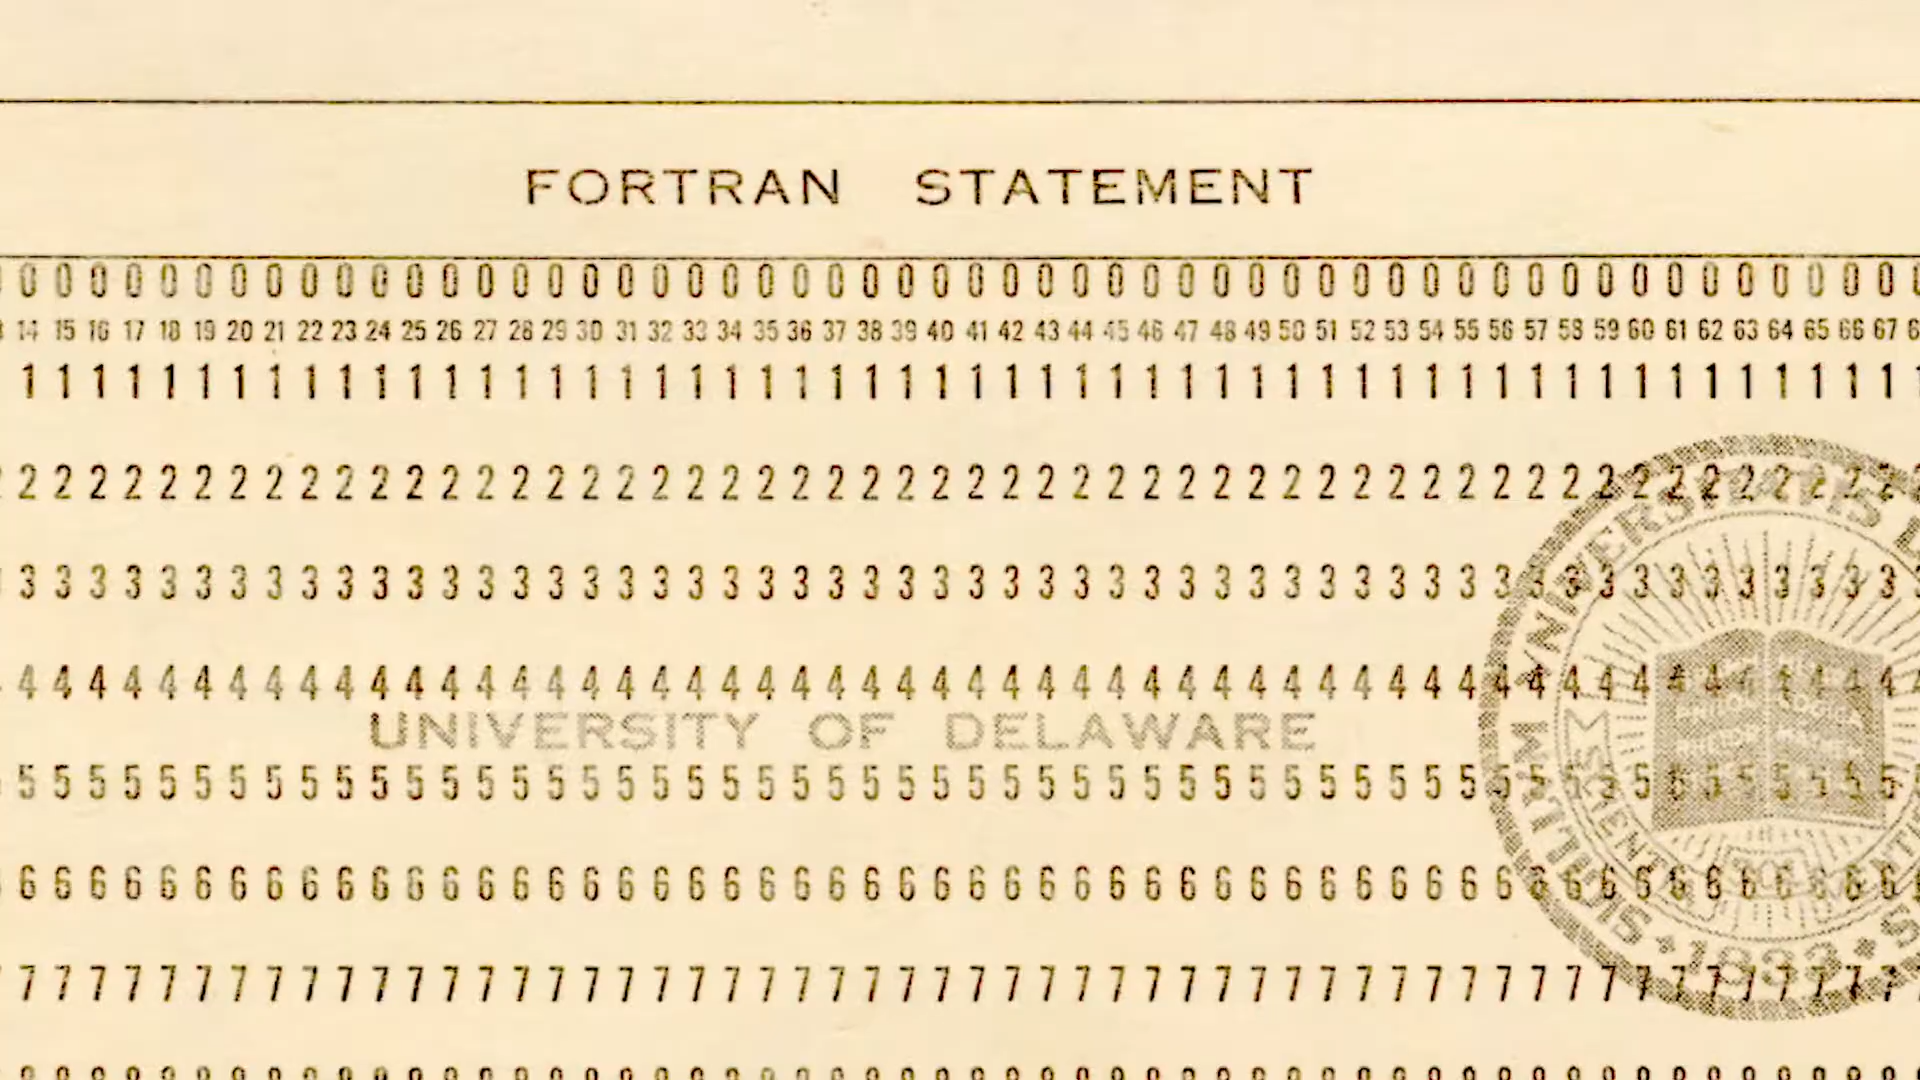 FORTRAN STATEMENT
0 0 0 0 0 0 0 0 0 0 0 0 0 0 0 0 0 0 0 0 0 0 0 0 0 0 0 0 0 0 0 0 0 0 0 0 0 0 0 0 0 0 0 0 0 0 0 0 0 0 0 0 0 0
14 15 16 17 18 19 20 21 22 23 24 25 26 27 28 29 30 31 32 33 34 35 36 37 38 39 40 41 42 43 44 45 46 47 48 49 50 51 52 53 54 55 56 57 58 59 60 61 62 63 64 65 66 67
1 1 1 1 1 1 1 1 1 1 1 1 1 1 1 1 1 1 1 1 1 1 1 1 1 1 1 1 1 1 1 1 1 1 1 1 1 1 1 1 1 1 1 1 1 1 1 1 1 1 1 1 1 1
2 2 2 2 2 2 2 2 2 2 2 2 2 2 2 2 2 2 2 2 2 2 2 2 2 2 2 2 2 2 2 2 2 2 2 2 2 2 2 2 2 2 2 2 2 2 2 2 2 2 2 2 2 2
3 3 3 3 3 3 3 3 3 3 3 3 3 3 3 3 3 3 3 3 3 3 3 3 3 3 3 3 3 3 3 3 3 3 3 3 3 3 3 3 3 3 3 3 3 3 3 3 3 3 3 3 3 3
4 4 4 4 4 4 4 4 4 4 4 4 4 4 4 4 4 4 4 4 4 4 4 4 4 4 4 4 4 4 4 4 4 4 4 4 4 4 4 4 4 4 4 4 4 4 4 4 4 4 4 4 4 4
UNIVERSITY OF DELAWARE
5 5 5 5 5 5 5 5 5 5 5 5 5 5 5 5 5 5 5 5 5 5 5 5 5 5 5 5 5 5 5 5 5 5 5 5 5 5 5 5 5 5 5 5 5 5 5 5 5 5 5 5 5 5
6 6 6 6 6 6 6 6 6 6 6 6 6 6 6 6 6 6 6 6 6 6 6 6 6 6 6 6 6 6 6 6 6 6 6 6 6 6 6 6 6 6 6 6 6 6 6 6 6 6 6 6 6 6
7 7 7 7 7 7 7 7 7 7 7 7 7 7 7 7 7 7 7 7 7 7 7 7 7 7 7 7 7 7 7 7 7 7 7 7 7 7 7 7 7 7 7 7 7 7 7 7 7 7 7 7 7 7
SIGILLVM VNIVERSITATIS
1833